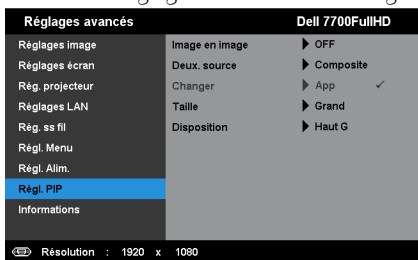 Réglages avancés Dell 7700FullHD
Réglages image Image en image OFF
Réglages écran Deux. source Composite
Rég. projecteur Changer App ✓
Réglages LAN Taille Grand
Rég. ss fil Disposition Haut G
Régl. Menu
Régl. Alim.
Régl. PIP
Informations
Résolution : 1920 x 1080